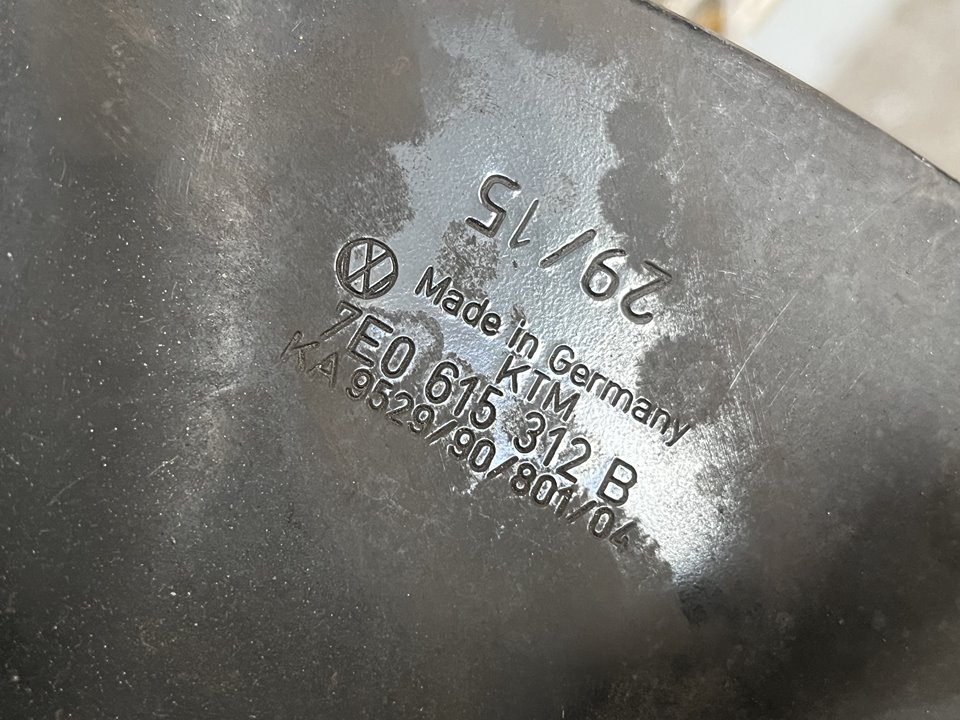 29/15
Made in Germany
KTM
7E0 615 312 B
KA 9529/90/801/04